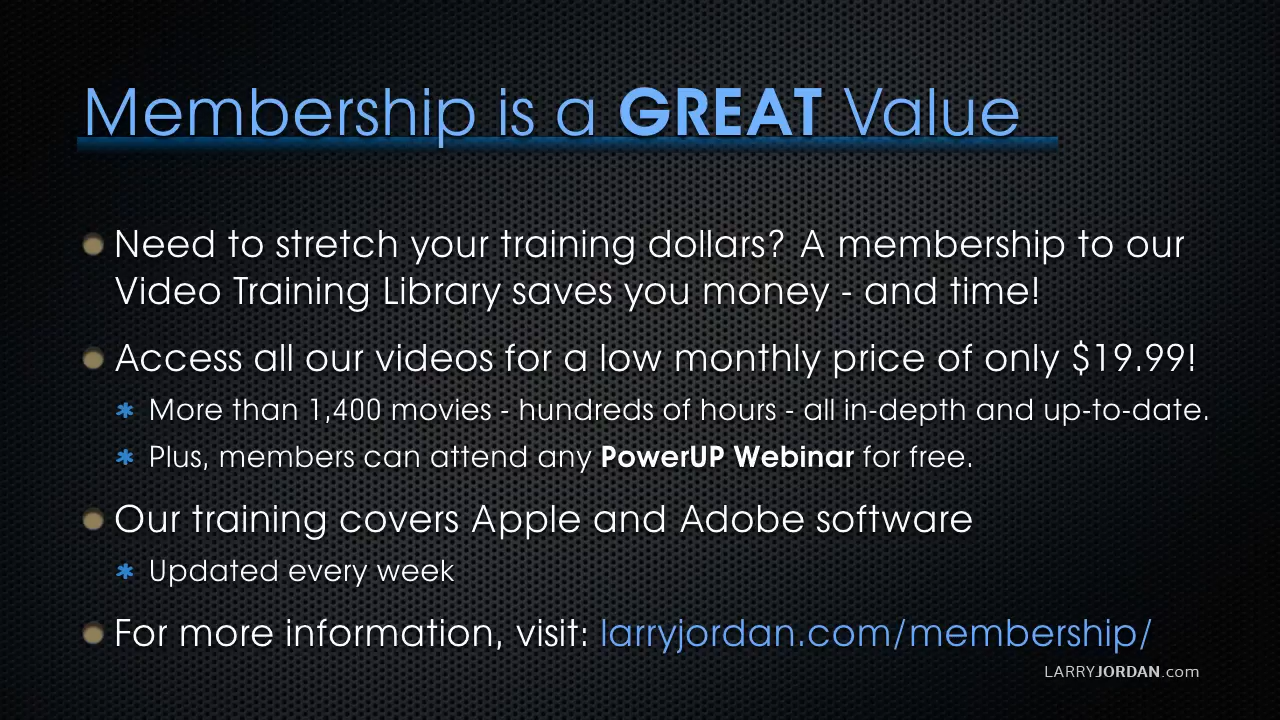 Membership is a GREAT Value
Need to stretch your training dollars? A membership to our
Video Training Library saves you money - and time!
Access all our videos for a low monthly price of only $19.99!
More than 1,400 movies - hundreds of hours - all in-depth and up-to-date.
Plus, members can attend any PowerUP Webinar for free.
Our training covers Apple and Adobe software
Updated every week
For more information, visit: larryjordan.com/membership/
LARRYJORDAN.com